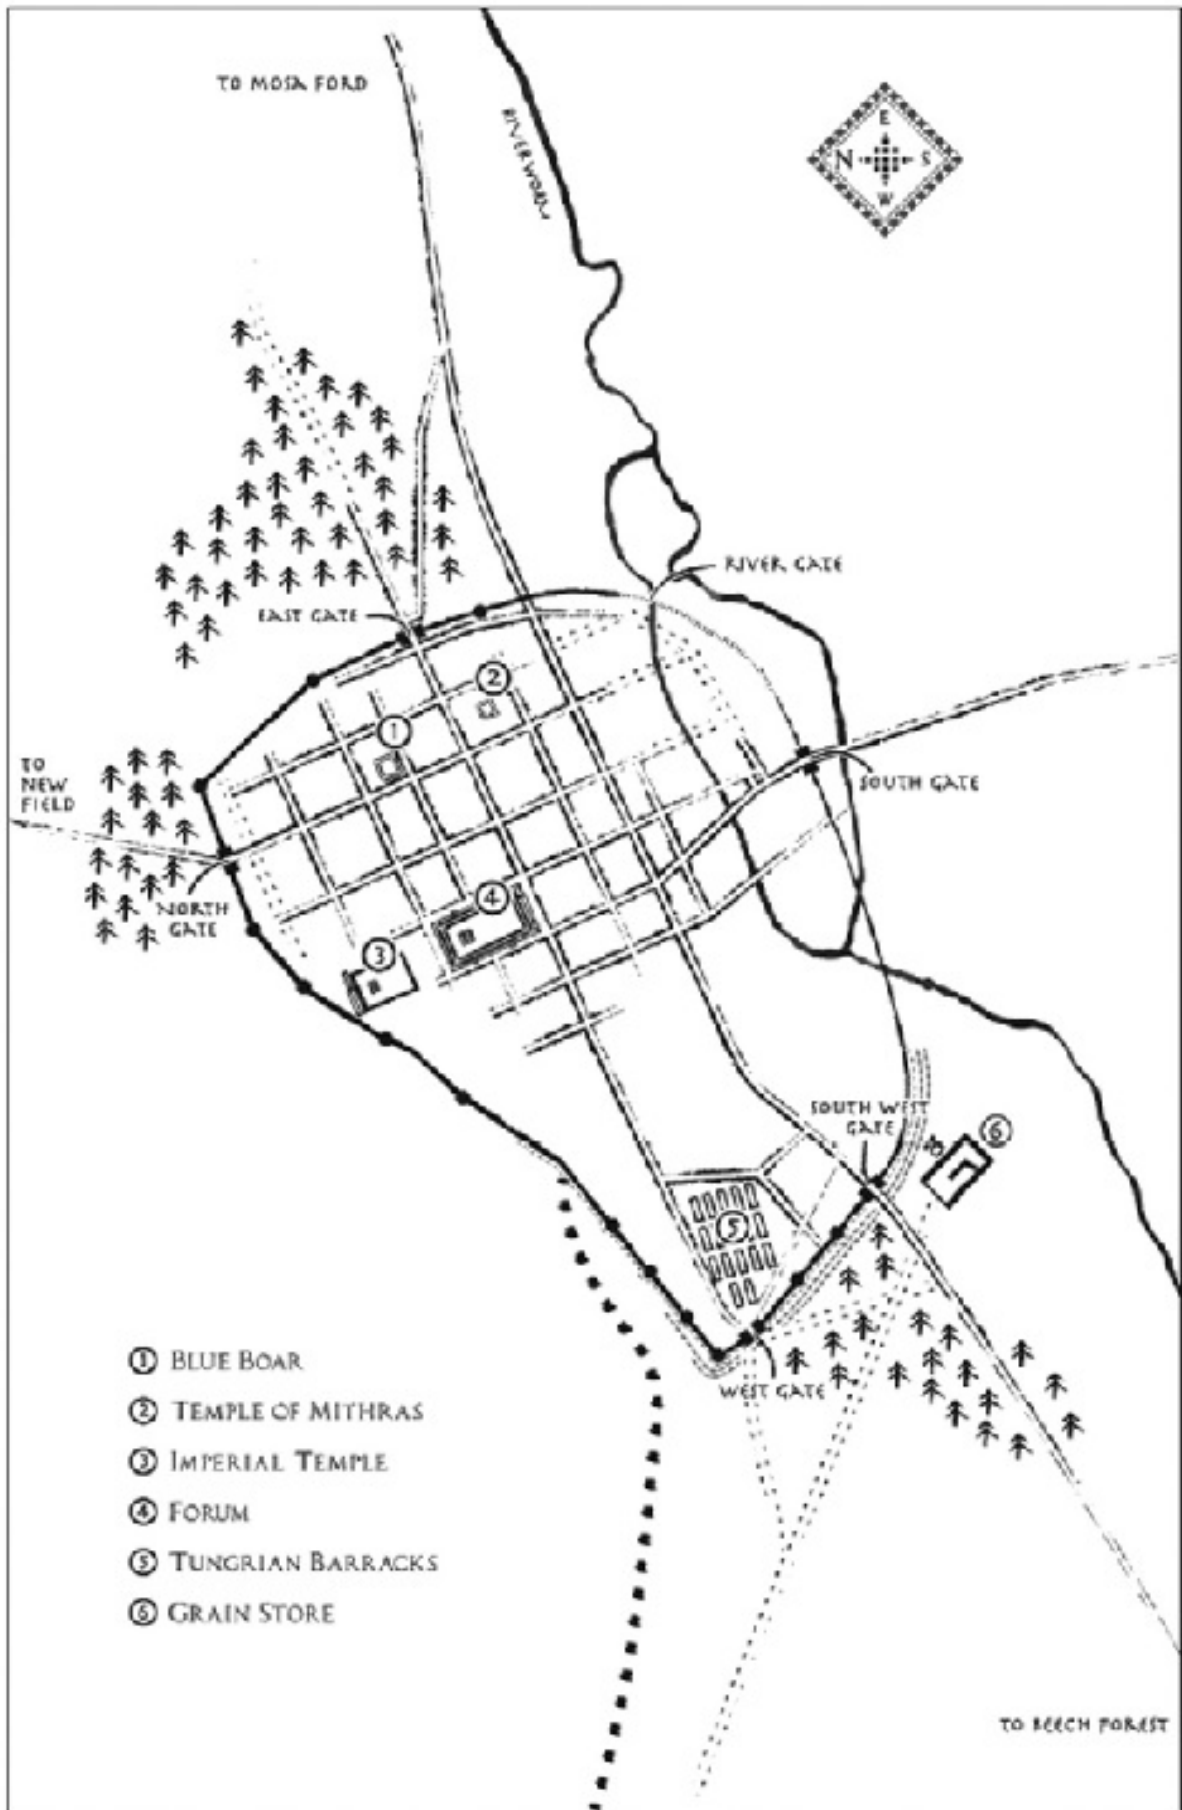 TO MOSA FORD
RIVER WORM
E
N S
W
RIVER GATE
EAST GATE
2
1
TO
NEW
FIELD
SOUTH GATE
4
NORTH
GATE
3
SOUTH WEST
GATE
6
5
WEST GATE
1 BLUE BOAR
2 TEMPLE OF MITHRAS
3 IMPERIAL TEMPLE
4 FORUM
5 TUNGRIAN BARRACKS
6 GRAIN STORE
TO BEECH FOREST